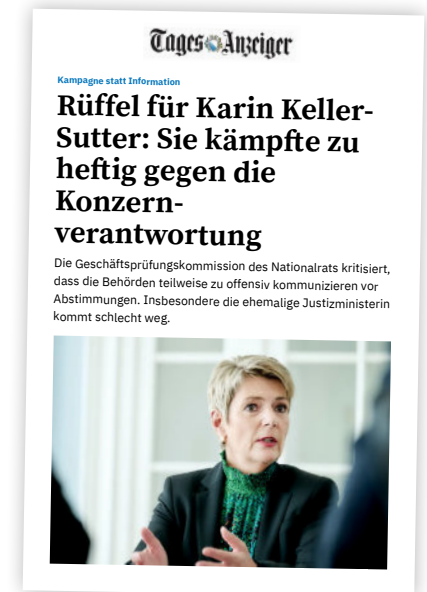 Tages Anzeiger
Kampagne statt Information
Rüffel für Karin Keller-
Sutter: Sie kämpfte zu
heftig gegen die
Konzern-
verantwortung
Die Geschäftsprüfungskommission des Nationalrats kritisiert,
dass die Behörden teilweise zu offensiv kommunizieren vor
Abstimmungen. Insbesondere die ehemalige Justizministerin
kommt schlecht weg.